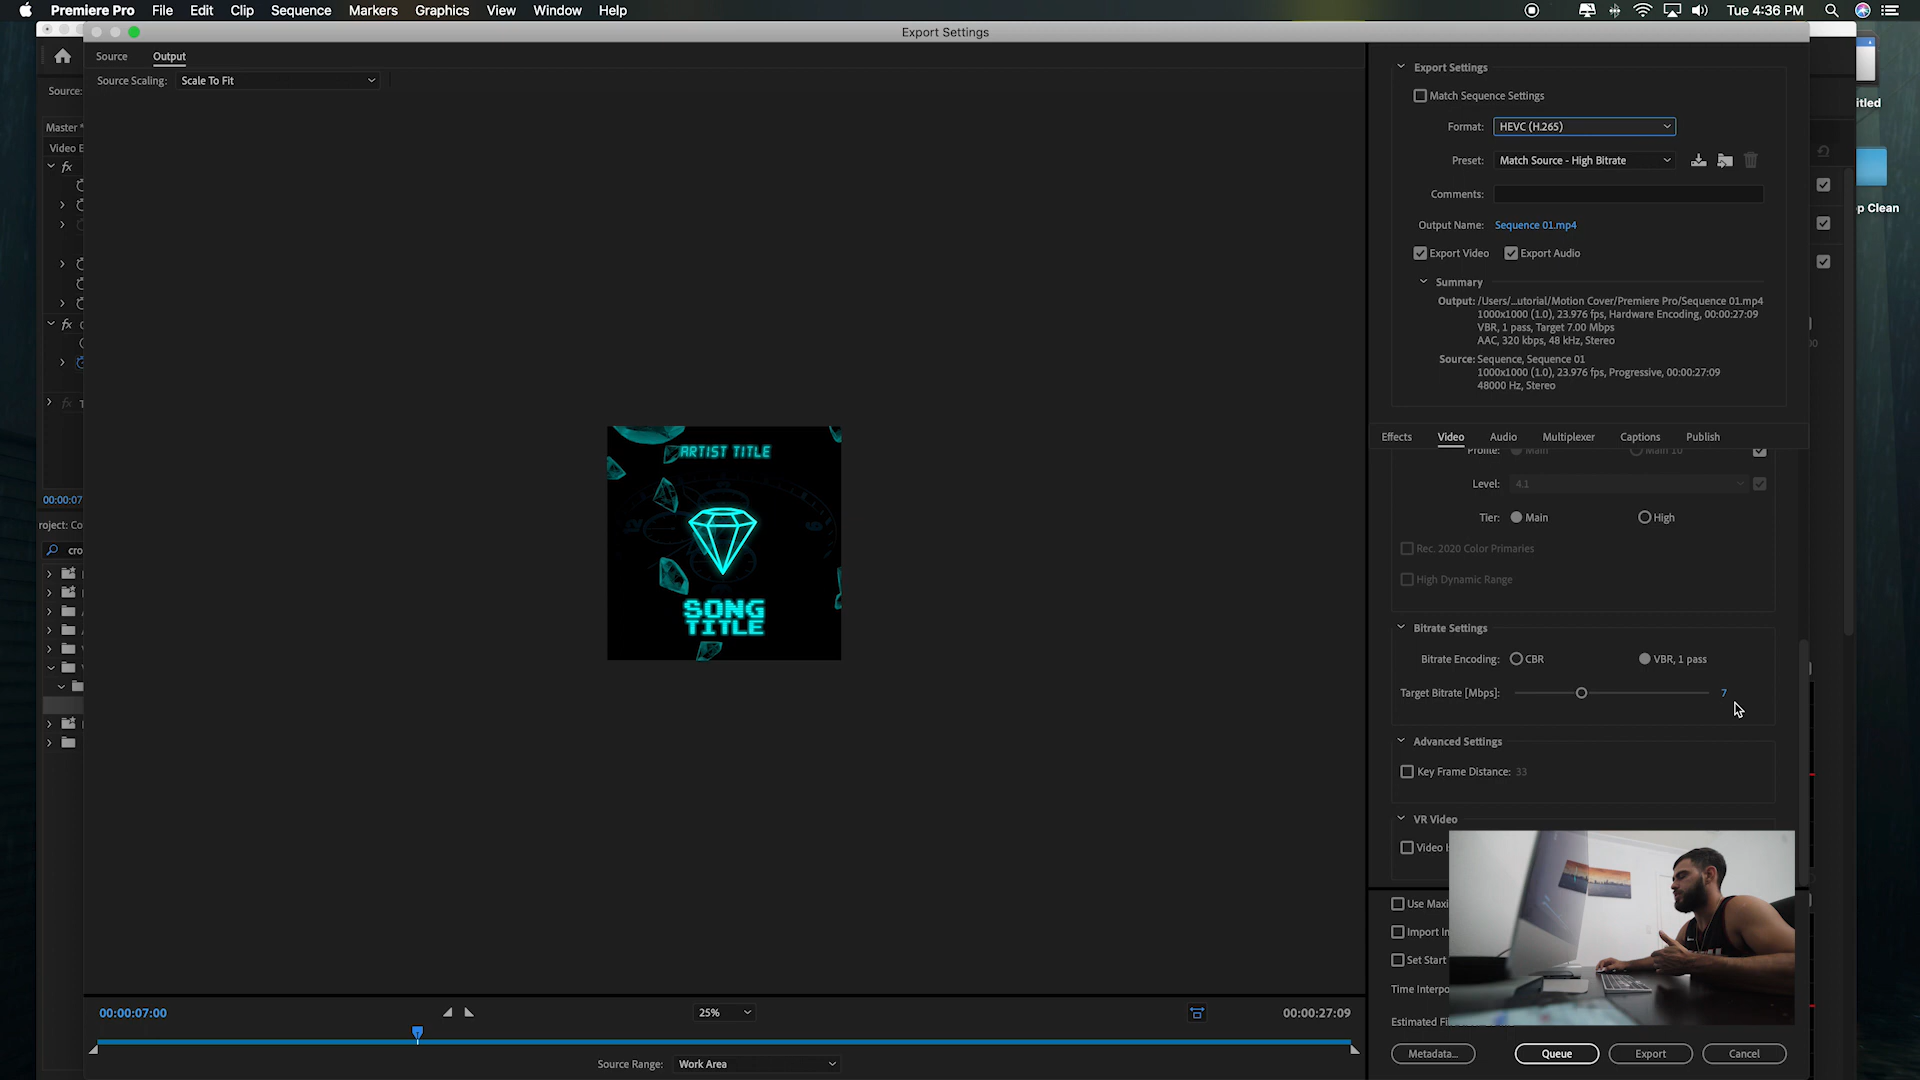 Premiere Pro File Edit Clip Sequence Markers Graphics View Window Help Tue 4:36 PM
Export Settings
Source Output
Source Scaling: Scale To Fit
Source:
Master *
Video E
fx
fx
00:00:07
roject: Co
cro
ARTIST TITLE
SONG
TITLE
00:00:07:00 25% 00:00:27:09
Source Range: Work Area
Export Settings
Match Sequence Settings
Format: HEVC (H.265)
Preset: Match Source - High Bitrate
Comments:
Output Name: Sequence 01.mp4
Export Video Export Audio
Summary
Output: /Users/...utorial/Motion Cover/Premiere Pro/Sequence 01.mp4
1000x1000 (1.0), 23.976 fps, Hardware Encoding, 00:00:27:09
VBR, 1 pass, Target 7.00 Mbps
AAC, 320 kbps, 48 kHz, Stereo
Source: Sequence, Sequence 01
1000x1000 (1.0), 23.976 fps, Progressive, 00:00:27:09
48000 Hz, Stereo
Effects Video Audio Multiplexer Captions Publish
Profile: Main Main 10
Level: 4.1
Tier: Main High
Rec. 2020 Color Primaries
High Dynamic Range
Bitrate Settings
Bitrate Encoding: CBR VBR, 1 pass
Target Bitrate [Mbps]: 7
Advanced Settings
Key Frame Distance: 33
VR Video
Video I
Use Maxi
Import In
Set Start
Time Interpo
Estimated Fi
Metadata... Queue Export Cancel
itled
op Clean